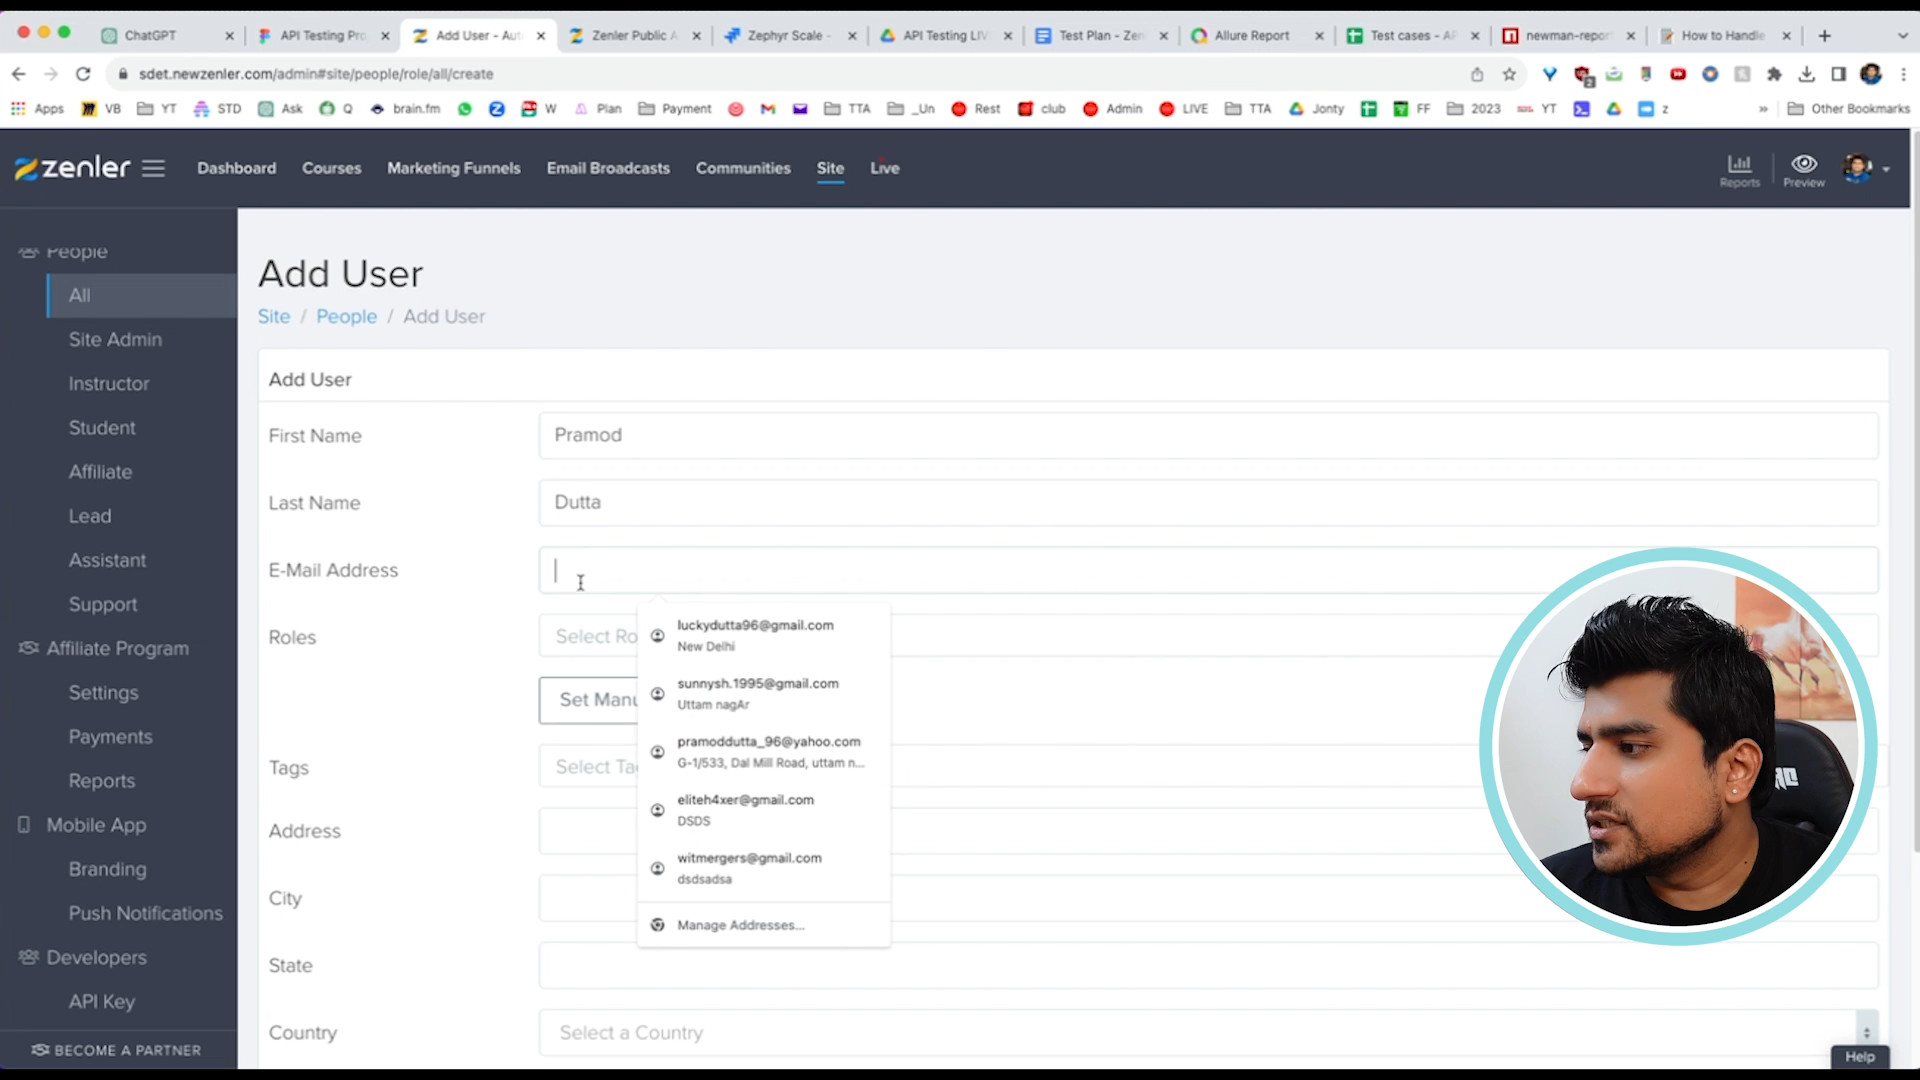 ChatGPT
API Testing Pro
Add User - Aut
Zenler Public A
Zephyr Scale -
API Testing LIV
Test Plan - Zen
Allure Report
Test cases - AP
newman-repor
How to Handle
sdet.newzenler.com/admin#site/people/role/all/create
Apps VB YT STD Ask Q brain.fm W Plan Payment TTA _Un Rest club Admin LIVE TTA Jonty FF 2023 YT z » Other Bookmarks
zenler Dashboard Courses Marketing Funnels Email Broadcasts Communities Site Live Reports Preview
People
All
Site Admin
Instructor
Student
Affiliate
Lead
Assistant
Support
Affiliate Program
Settings
Payments
Reports
Mobile App
Branding
Push Notifications
Developers
API Key
BECOME A PARTNER
Add User
Site / People / Add User
Add User
First Name Pramod
Last Name Dutta
E-Mail Address
luckydutta96@gmail.com
New Delhi
Roles Select Ro
sunnysh.1995@gmail.com
Uttam nagAr
Set Manu
pramoddutta_96@yahoo.com
G-1/533, Dal Mill Road, uttam n...
Tags Select Ta
eliteh4xer@gmail.com
DSDS
Address
witmergers@gmail.com
dsdsadsa
City
Manage Addresses...
State
Country Select a Country
Help